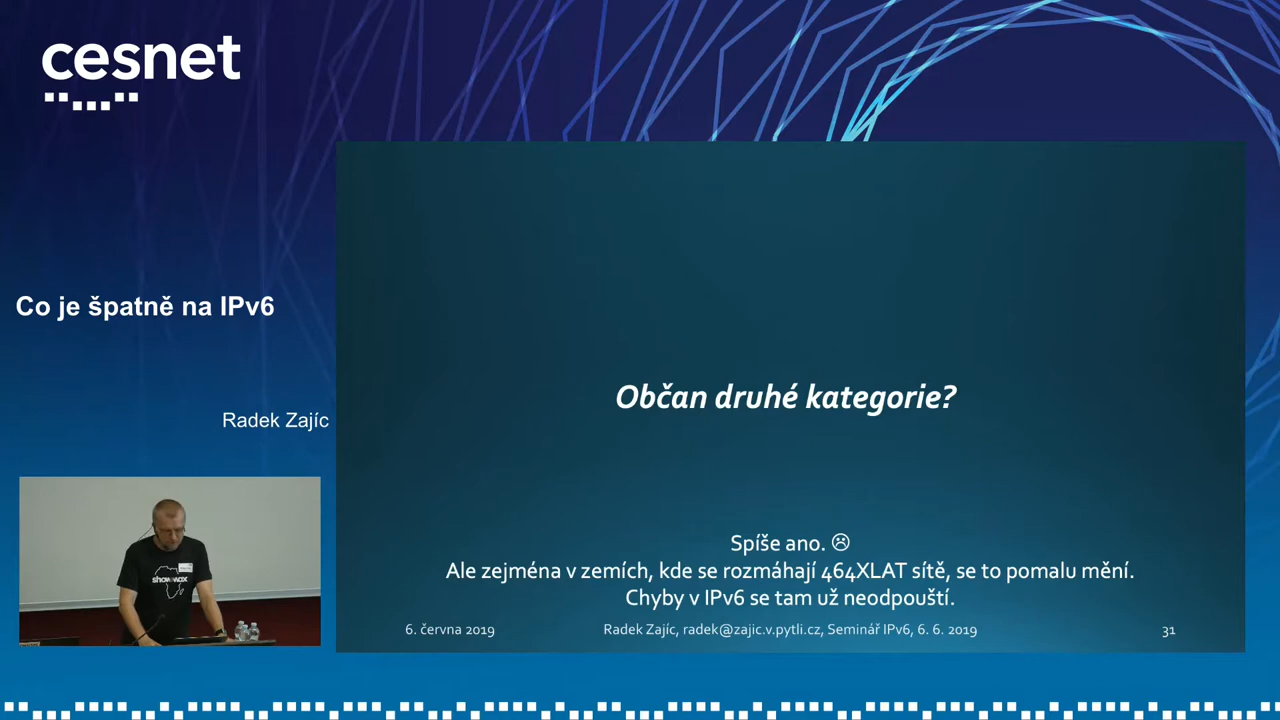 cesnet
Co je špatně na IPv6
Radek Zajíc
showmax
Občan druhé kategorie?
Spíše ano. ☹
Ale zejména v zemích, kde se rozmáhají 464XLAT sítě, se to pomalu mění.
Chyby v IPv6 se tam už neodpouští.
6. června 2019
Radek Zajíc, radek@zajic.v.pytli.cz, Seminář IPv6, 6. 6. 2019
31